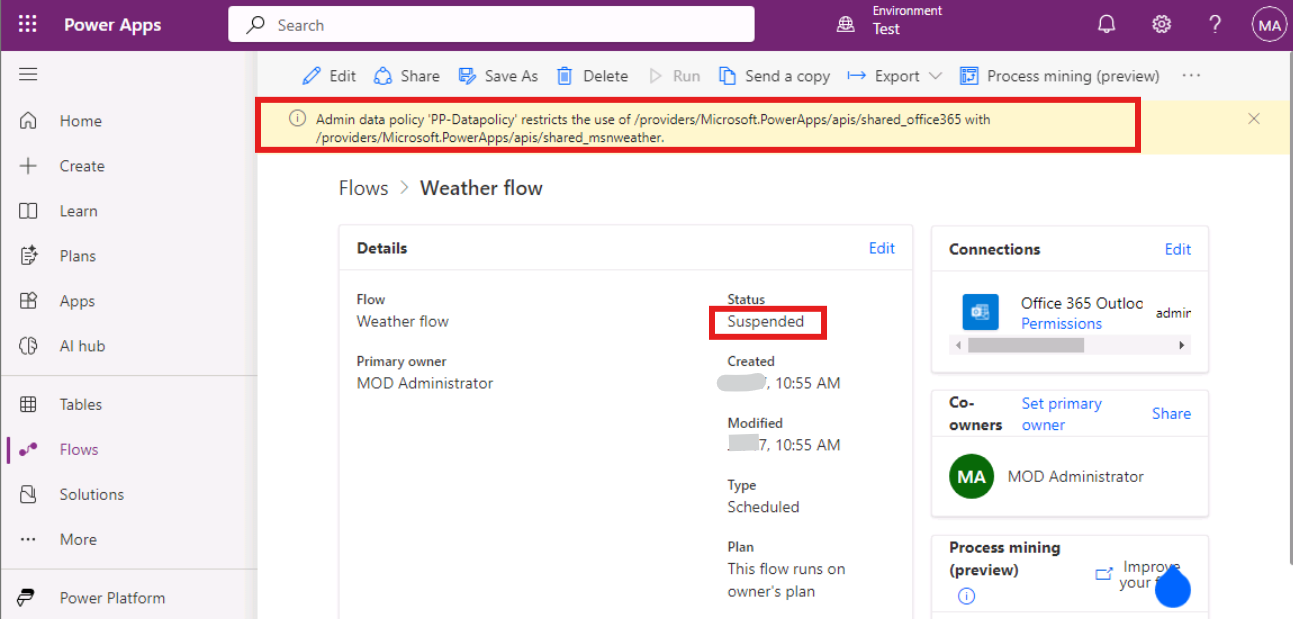 Power Apps
Search
Environment
Test
MA
Edit Share Save As Delete Run Send a copy Export Process mining (preview)
Admin data policy 'PP-Datapolicy' restricts the use of /providers/Microsoft.PowerApps/apis/shared_office365 with
/providers/Microsoft.PowerApps/apis/shared_msnweather.
Home
Create
Learn
Plans
Apps
AI hub
Tables
Flows
Solutions
More
Power Platform
Flows > Weather flow
Details
Edit
Flow
Weather flow
Primary owner
MOD Administrator
Status
Suspended
Created
, 10:55 AM
Modified
7, 10:55 AM
Type
Scheduled
Plan
This flow runs on
owner's plan
Connections
Edit
Office 365 Outloo
admin
Permissions
Co-
owners
Set primary
owner
Share
MA
MOD Administrator
Process mining
(preview)
Improve
your